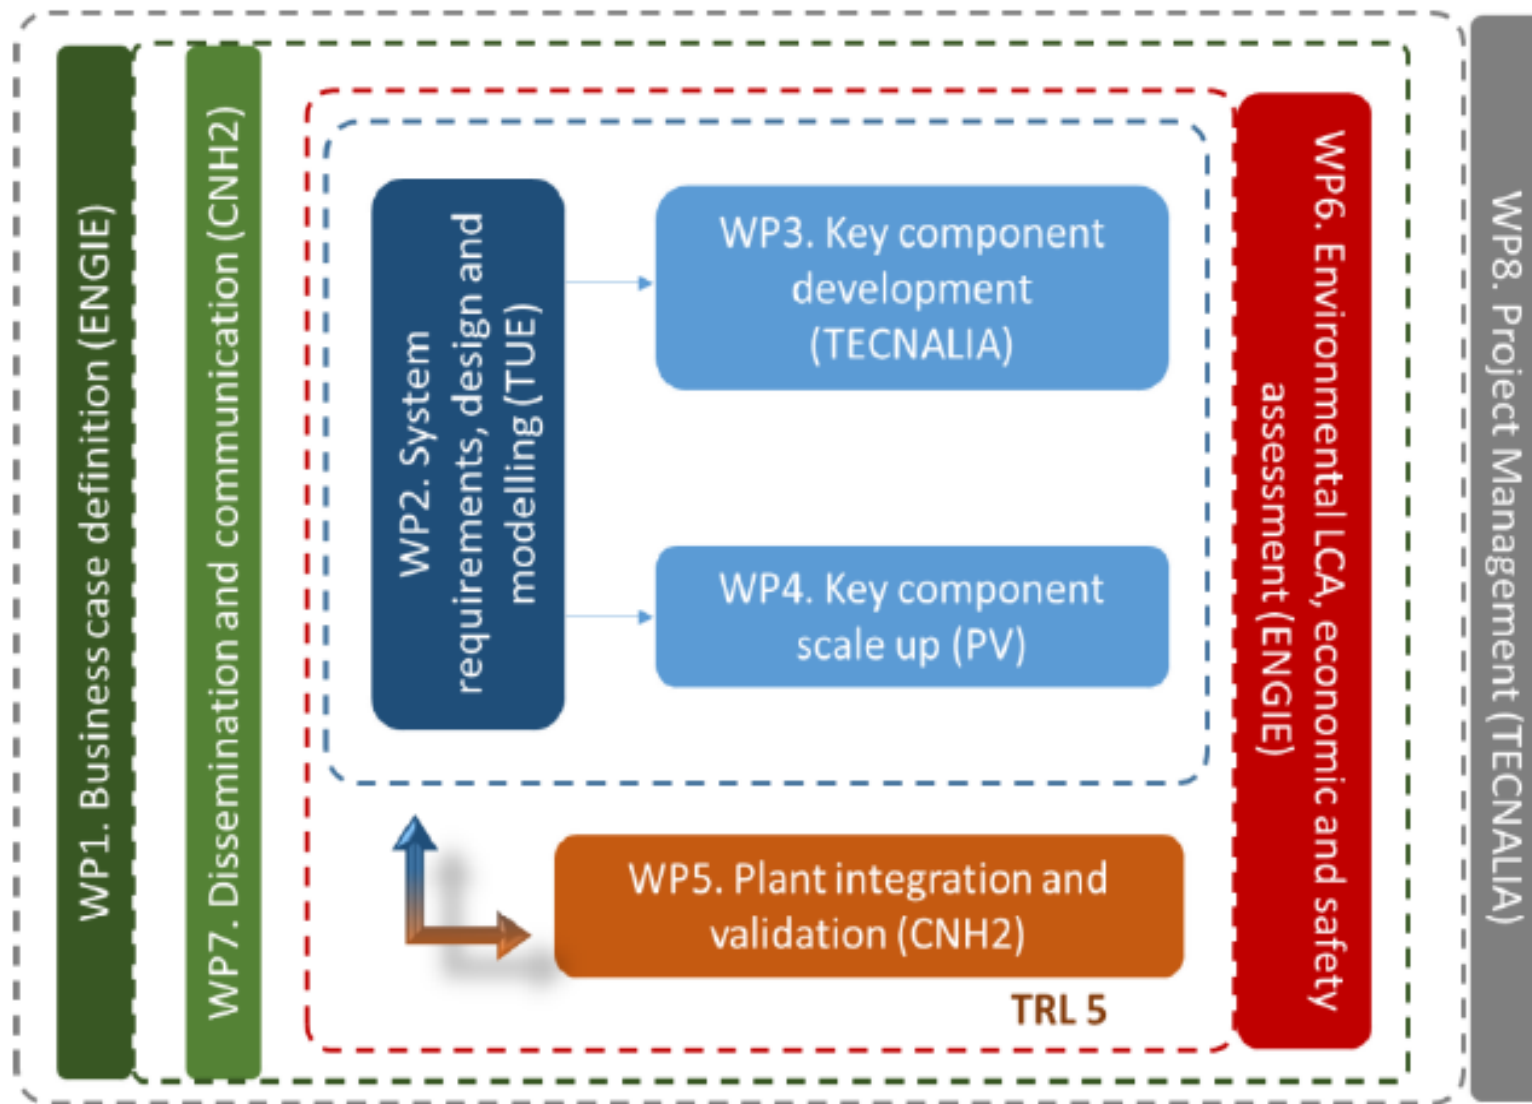 WP1. Business case definition (ENGIE)
WP7. Dissemination and communication (CNH2)
WP2. System
requirements, design and
modelling (TUE)
WP3. Key component
development
(TECNALIA)
WP4. Key component
scale up (PV)
WP5. Plant integration and
validation (CNH2)
TRL 5
WP6. Environmental LCA, economic and safety
assessment (ENGIE)
WP8. Project Management (TECNALIA)